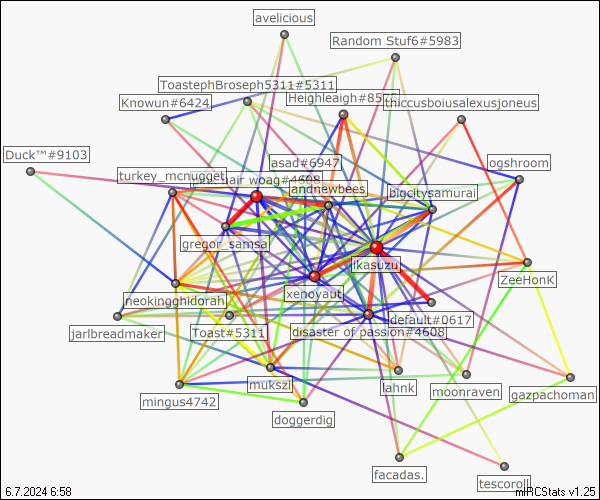 avelicious
Random Stuf6#5983
ToastephBroseph5311#5311
Heighleaigh#85
thiccusboiusalexusjoneus
Knowun#6424
Duck™#9103
asad#6947
ogshroom
turkey_mcnugget
woag#4668
andnewbees
bigcitysamurai
gregor_samsa
ikasuzu
ZeeHonk
neokingghidorah
xenoyaut
default#0617
jarlbreadmaker
Toast#5311
disaster of passion#4608
mukszi
lahnk
moonraven
gazpachoman
mingus4742
doggerdig
facadas.
tescoroll
6.7.2024 6:58
mIRCStats v1.25